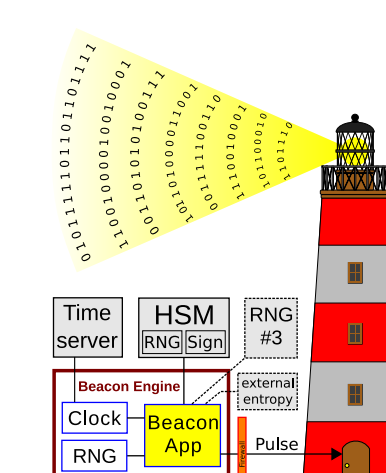 Time
server
HSM
RNG Sign
RNG
#3
Beacon Engine
external
entropy
Clock
Beacon
App
RNG
firewall
Pulse